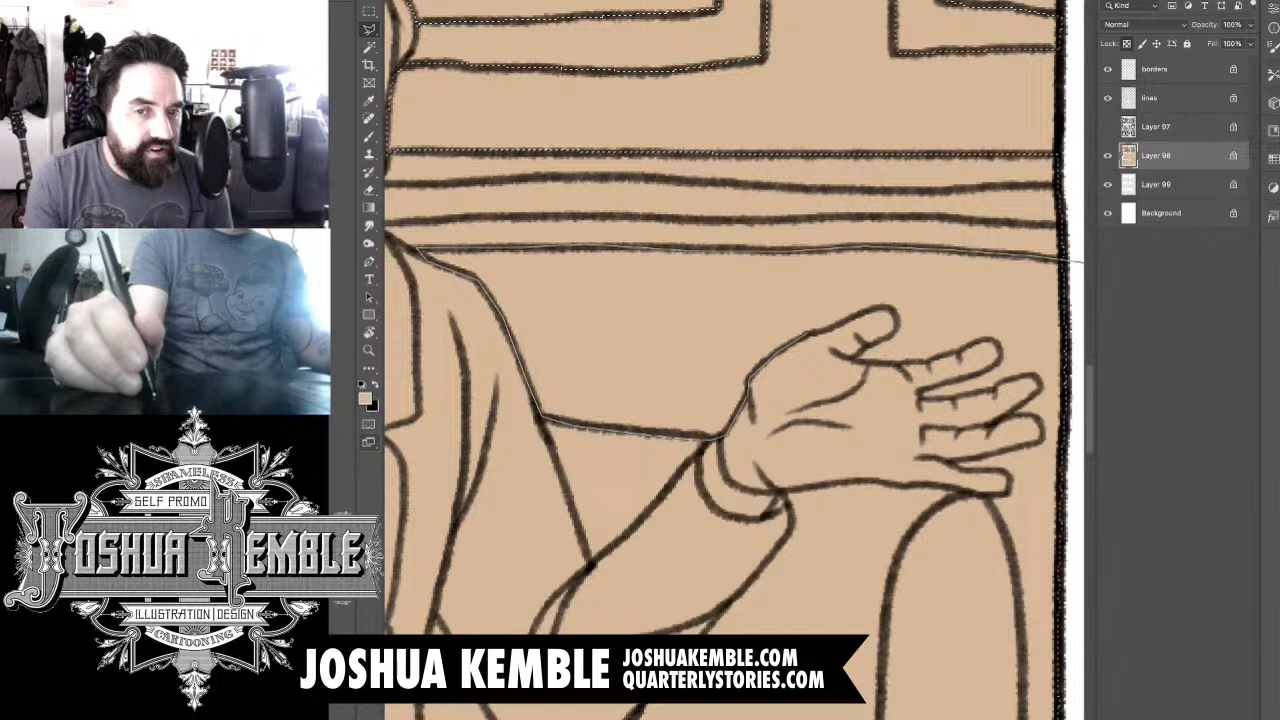 Kind
Normal
Opacity: 100%
Lock:
Fill: 100%
borders
lines
Layer 97
Layer 98
Layer 99
Background
SHAMELESS
SELF PROMO
JOSHUA KEMBLE
ILLUSTRATION|DESIGN
CARTOONING
JOSHUA KEMBLE
JOSHUAKEMBLE.COM
QUARTERLYSTORIES.COM